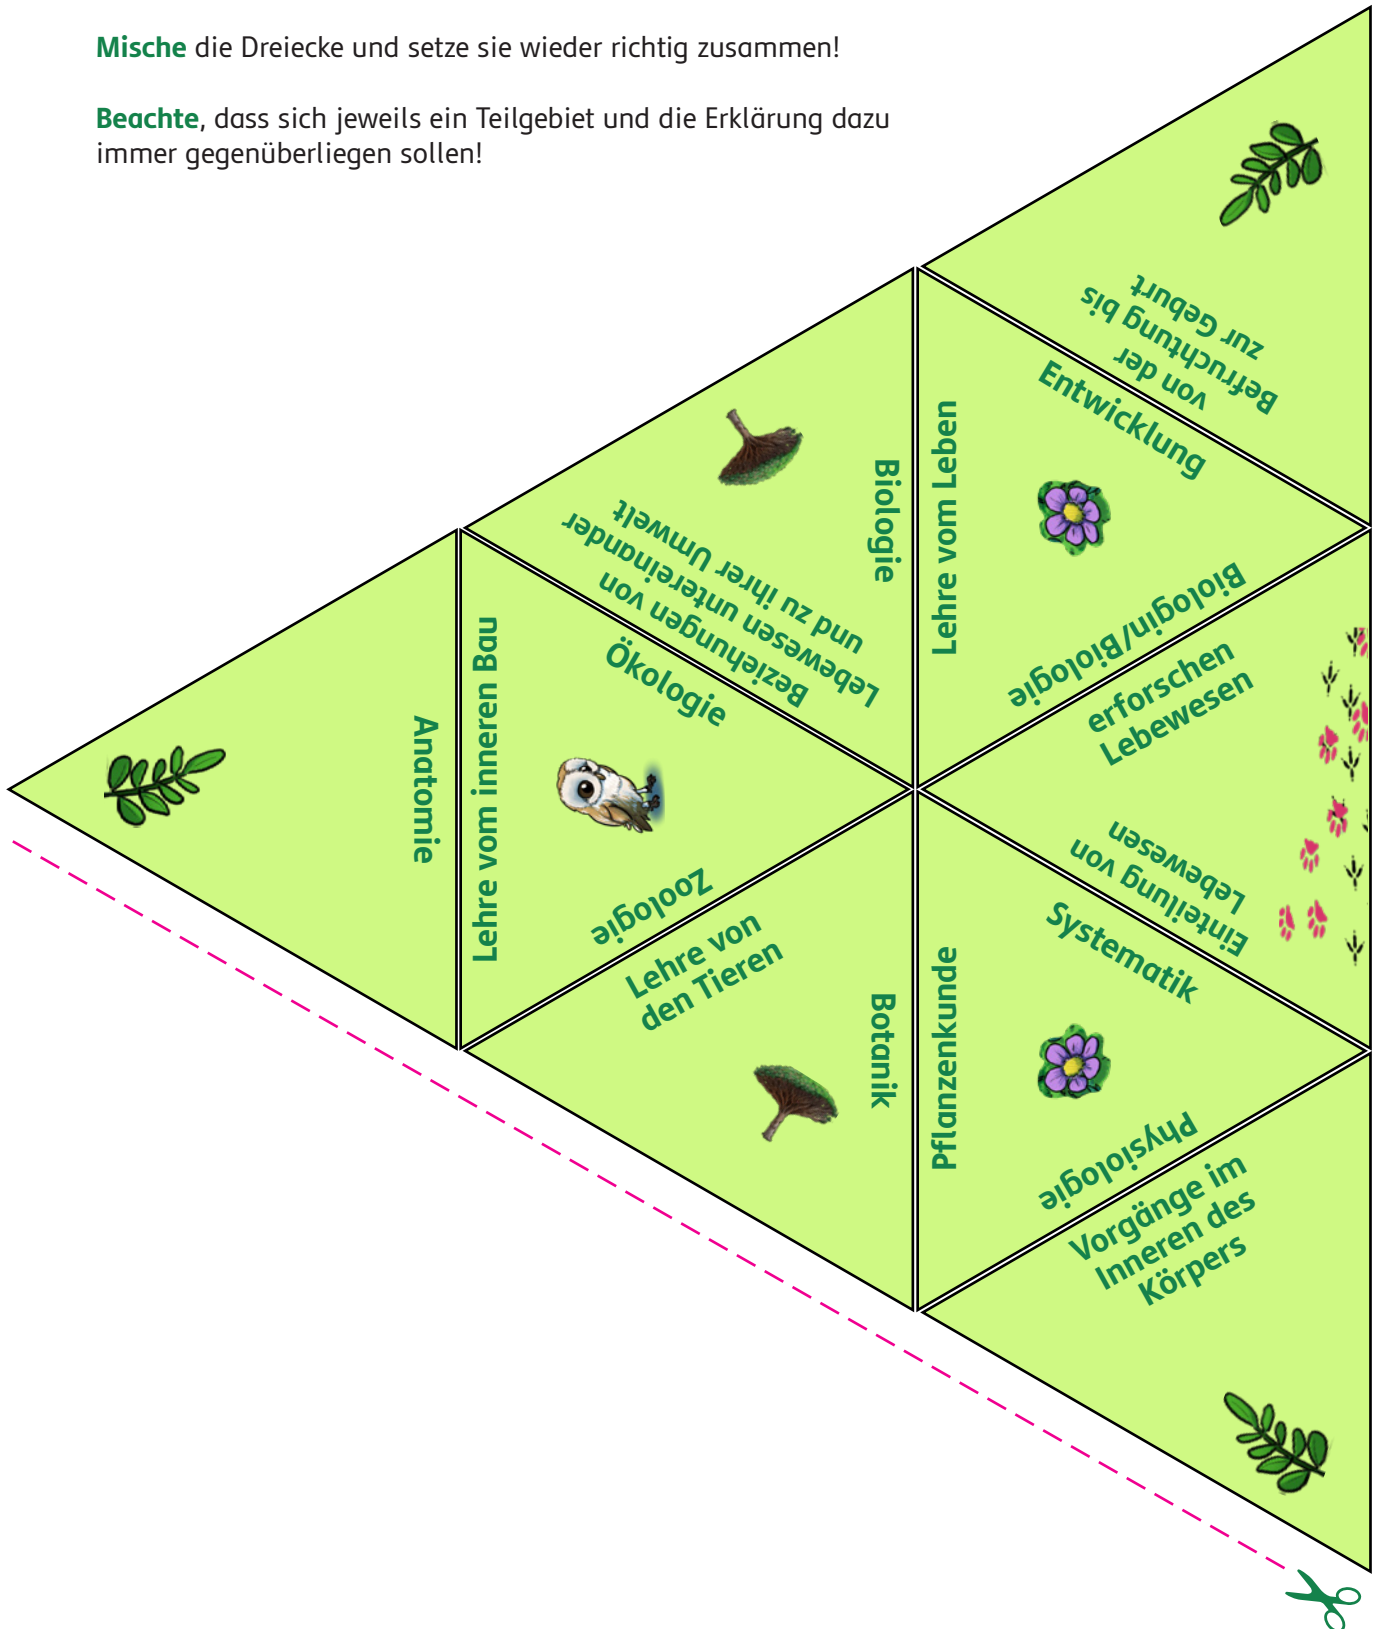 Mische die Dreiecke und setze sie wieder richtig zusammen!
Beachte, dass sich jeweils ein Teilgebiet und die Erklärung dazu
immer gegenüberliegen sollen!
von der
Befruchtung bis
zur Geburt
Entwicklung
Lehre vom Leben
Biologin/Biologie
Biologie
Beziehungen von
Lebewesen untereinander
und zu ihrer Umwelt
Ökologie
Lehre vom inneren Bau
Anatomie
Zoologie
Lehre von
den Tieren
Botanik
Pflanzenkunde
erforschen
Lebewesen
Einteilung von
Lebewesen
Systematik
Physiologie
Vorgänge im
Inneren des
Körpers